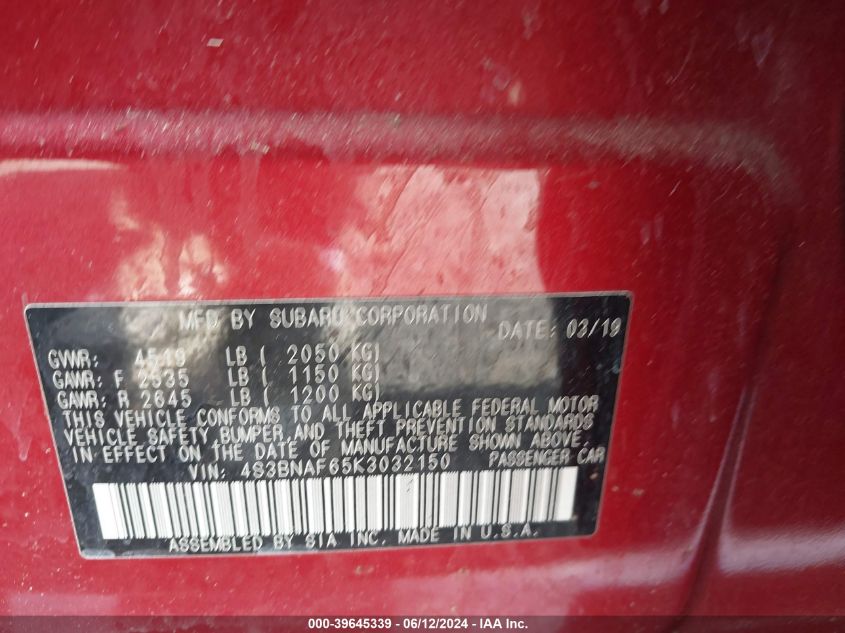 MFD BY SUBARU CORPORATION DATE: 03/19
GVWR: 4519 LB ( 2050 KG)
GAWR: F 2535 LB ( 1150 KG)
GAWR: R 2645 LB ( 1200 KG)
THIS VEHICLE CONFORMS TO ALL APPLICABLE FEDERAL MOTOR
VEHICLE SAFETY, BUMPER, AND THEFT PREVENTION STANDARDS
IN EFFECT ON THE DATE OF MANUFACTURE SHOWN ABOVE.
VIN: 4S3BNAF65K3032150 PASSENGER CAR
ASSEMBLED BY SIA INC. MADE IN U.S.A.
000-39645339 - 06/12/2024 - IAA Inc.